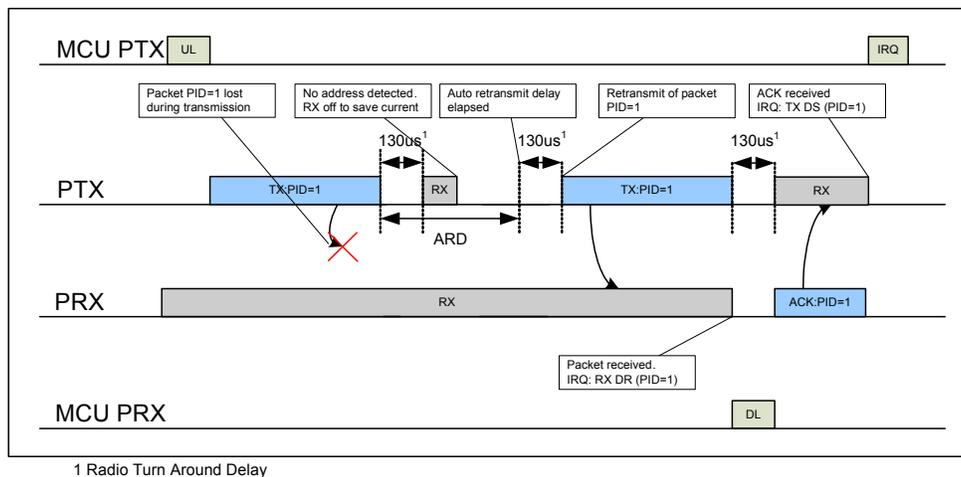 MCU PTX
UL
IRQ
Packet PID=1 lost
during transmission
No address detected.
RX off to save current
Auto retransmit delay
elapsed
Retransmit of packet
PID=1
ACK received
IRQ: TX DS (PID=1)
130us1
130us1
130us1
PTX
TX:PID=1
RX
TX:PID=1
RX
ARD
PRX
RX
ACK:PID=1
Packet received.
IRQ: RX DR (PID=1)
MCU PRX
DL
1 Radio Turn Around Delay